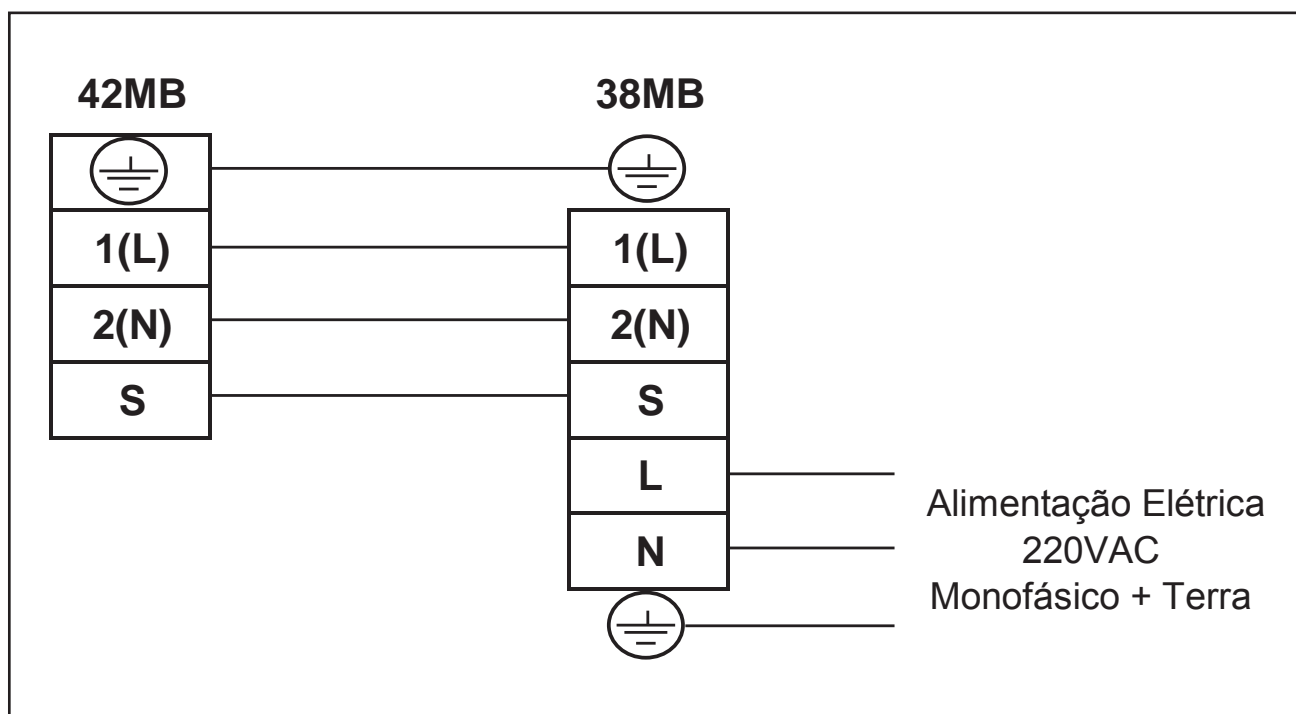 42MB
38MB
1(L)
2(N)
S
1(L)
2(N)
S
L
N
Alimentação Elétrica
220VAC
Monofásico + Terra